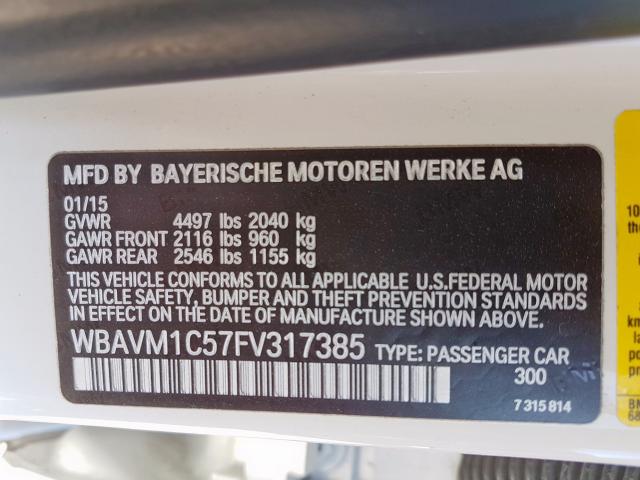 MFD BY BAYERISCHE MOTOREN WERKE AG
01/15
GVWR 4497 lbs 2040 kg
GAWR FRONT 2116 lbs 960 kg
GAWR REAR 2546 lbs 1155 kg
THIS VEHICLE CONFORMS TO ALL APPLICABLE U.S.FEDERAL MOTOR
VEHICLE SAFETY, BUMPER AND THEFT PREVENTION STANDARDS
IN EFFECT ON THE DATE OF MANUFACTURE SHOWN ABOVE.
WBAVM1C57FV317385 TYPE: PASSENGER CAR
300
7 315 814